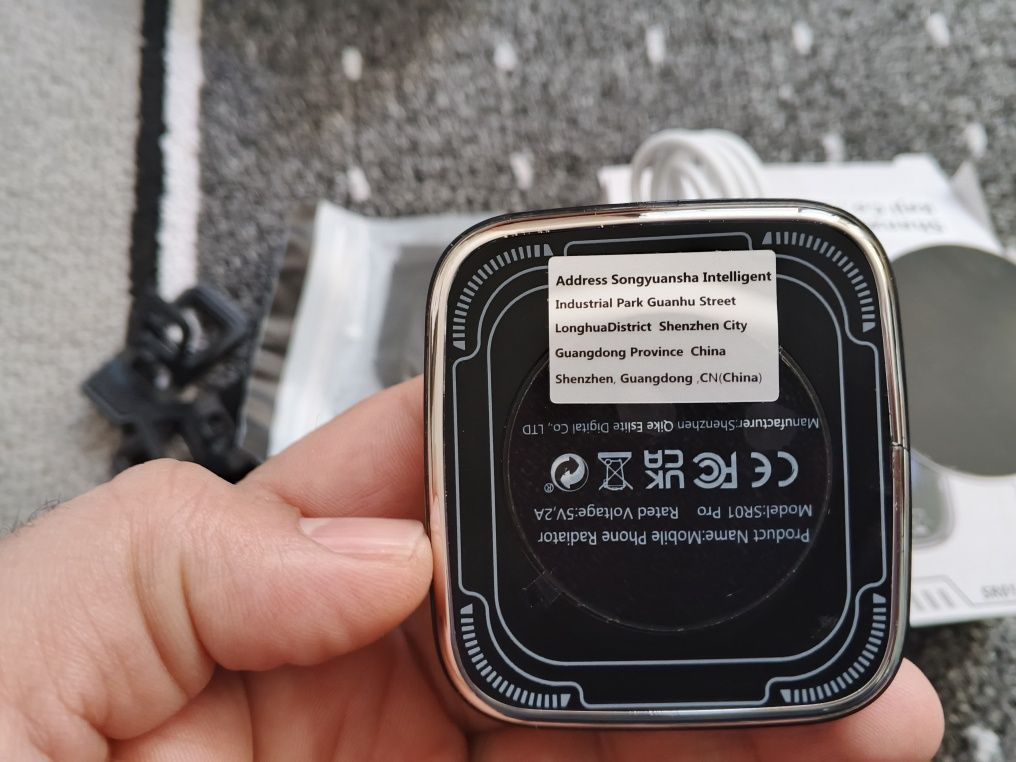 Address Songyuansha Intelligent
Industrial Park Guanhu Street
LonghuaDistrict Shenzhen City
Guangdong Province China
Shenzhen, Guangdong ,CN(China)
Product Name:Mobile Phone Radiator
Model:SR01 Pro Rated Voltage:5V,2A
CE FC UK CA
Manufacturer:Shenzhen Qike Eslite Digital Co., LTD